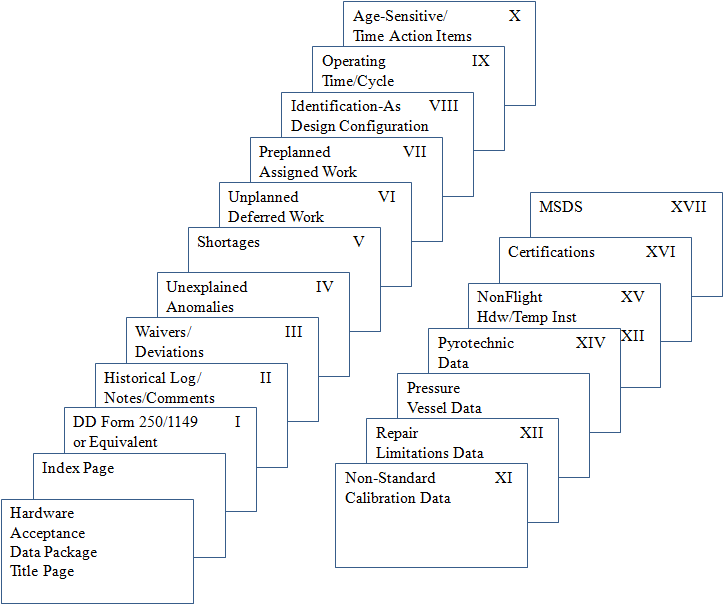 Age-Sensitive/ X
Time Action Items
Operating IX
Time/Cycle
Identification-As VIII
Design Configuration
Preplanned VII
Assigned Work
Unplanned VI
Deferred Work
Shortages V
Unexplained IV
Anomalies
Waivers/ III
Deviations
Historical Log/ II
Notes/Comments
DD Form 250/1149 I
or Equivalent
Index Page
Hardware
Acceptance
Data Package
Title Page
MSDS XVII
Certifications XVI
NonFlight XV
Hdw/Temp Inst
XII
Pyrotechnic XIV
Data
Pressure
Vessel Data
Repair XII
Limitations Data
Non-Standard XI
Calibration Data